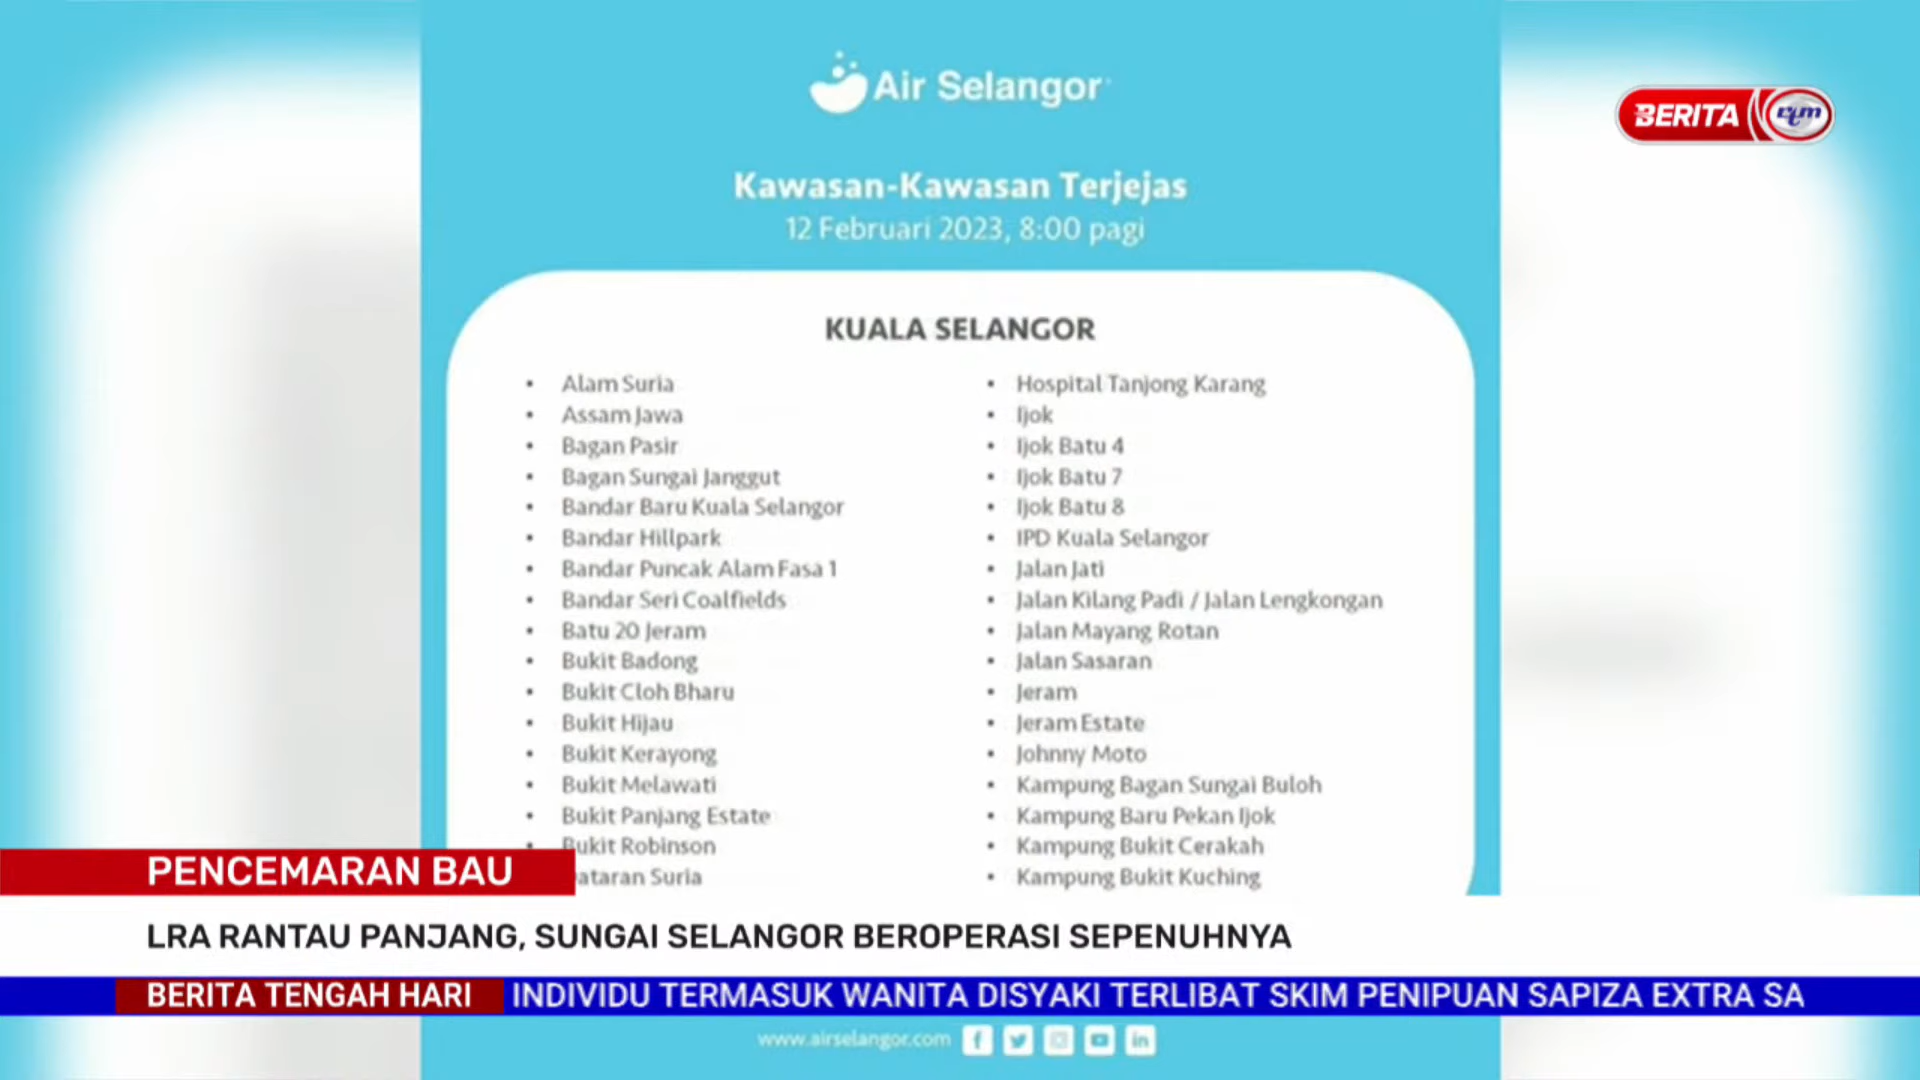 Air Selangor
BERITA rtm
Kawasan-Kawasan Terjejas
12 Februari 2023, 8:00 pagi
KUALA SELANGOR
• Alam Suria
• Assam Jawa
• Bagan Pasir
• Bagan Sungai Janggut
• Bandar Baru Kuala Selangor
• Bandar Hillpark
• Bandar Puncak Alam Fasa 1
• Bandar Seri Coalfields
• Batu 20 Jeram
• Bukit Badong
• Bukit Cloh Bharu
• Bukit Hijau
• Bukit Kerayong
• Bukit Melawati
• Bukit Panjang Estate
• Bukit Robinson
ataran Suria
• Hospital Tanjong Karang
• Ijok
• Ijok Batu 4
• Ijok Batu 7
• Ijok Batu 8
• IPD Kuala Selangor
• Jalan Jati
• Jalan Kilang Padi / Jalan Lengkongan
• Jalan Mayang Rotan
• Jalan Sasaran
• Jeram
• Jeram Estate
• Johnny Moto
• Kampung Bagan Sungai Buloh
• Kampung Baru Pekan Ijok
• Kampung Bukit Cerakah
• Kampung Bukit Kuching
PENCEMARAN BAU
LRA RANTAU PANJANG, SUNGAI SELANGOR BEROPERASI SEPENUHNYA
BERITA TENGAH HARI INDIVIDU TERMASUK WANITA DISYAKI TERLIBAT SKIM PENIPUAN SAPIZA EXTRA SA
www.airselangor.com